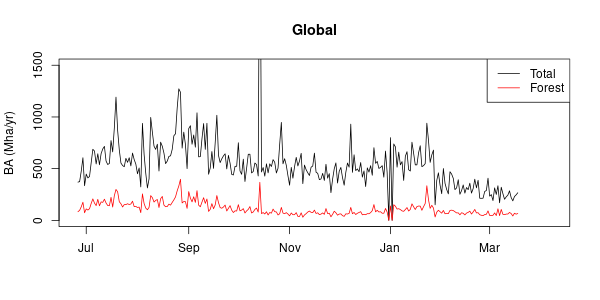 Global
Total
Forest
BA (Mha/yr)
1500
1000
500
0
Jul Sep Nov Jan Mar